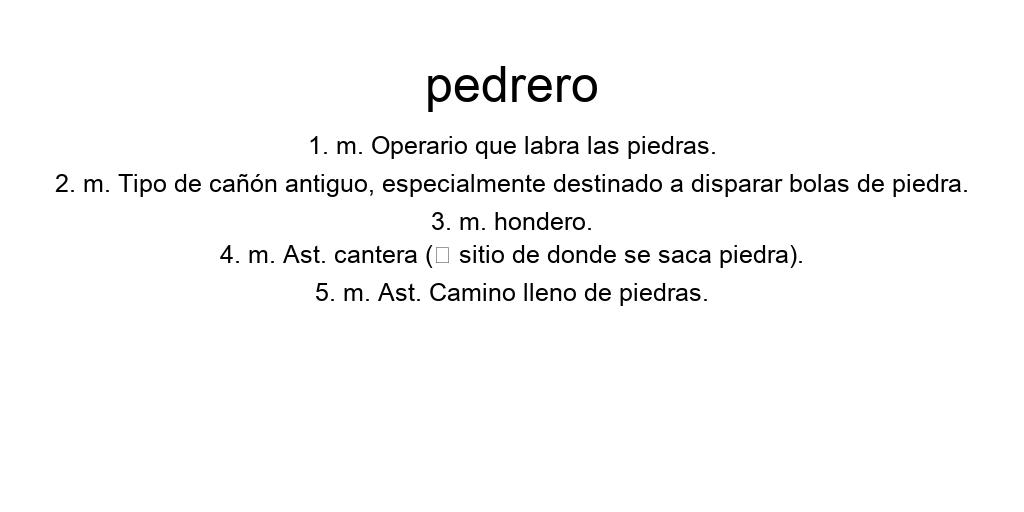 pedrero
1. m. Operario que labra las piedras.
2. m. Tipo de cañón antiguo, especialmente destinado a disparar bolas de piedra.
3. m. hondero.
4. m. Ast. cantera (□ sitio de donde se saca piedra).
5. m. Ast. Camino lleno de piedras.